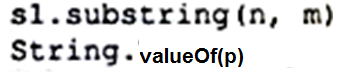 s1.substring(n, m)
String.valueOf(p)